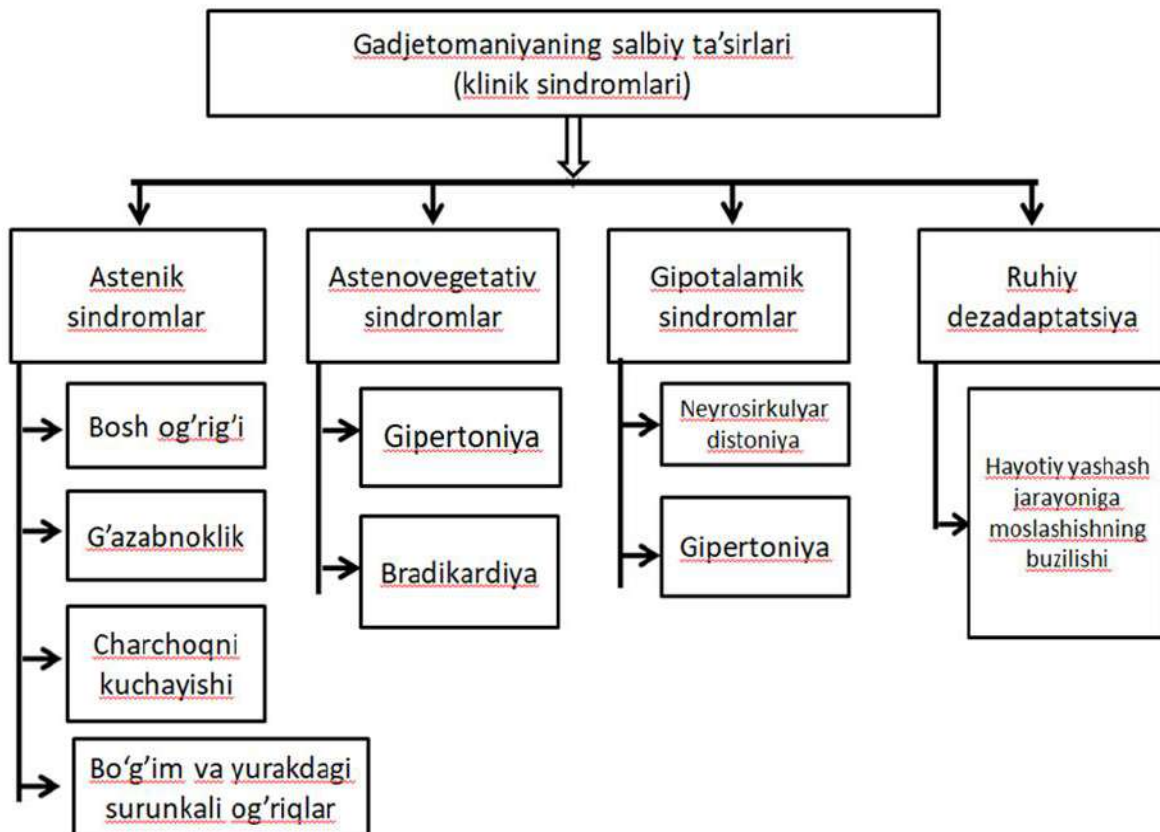 Gadjetomaniyaning salbiy ta’sirlari
(klinik sindromlari)
Astenik
sindromlar
Bosh og’rig’i
G’azabnoklik
Charchoqni
kuchayishi
Bo‘g’im va yurakdagi
surunkali og’riqlar
Astenovegetativ
sindromlar
Gipertoniya
Bradikardiya
Gipotalamik
sindromlar
Neyrosirkulyar
distoniya
Gipertoniya
Ruhiy
dezadaptatsiya
Hayotiy yashash
jarayoniga
moslashishning
buzilishi